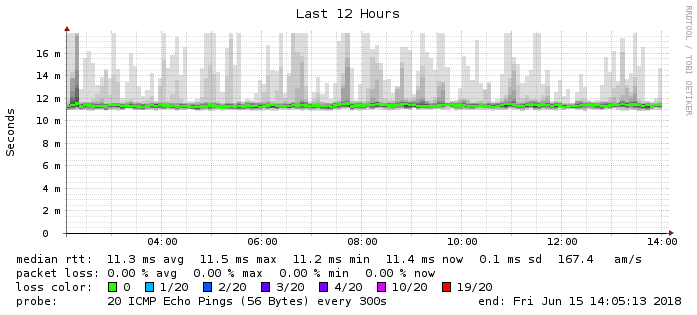 Last 12 Hours
RRDTOOL / TOBI OETIKER
Seconds
16 m
14 m
12 m
10 m
8 m
6 m
4 m
2 m
0
04:00 06:00 08:00 10:00 12:00 14:00
median rtt: 11.3 ms avg 11.5 ms max 11.2 ms min 11.4 ms now 0.1 ms sd 167.4 am/s
packet loss: 0.00 % avg 0.00 % max 0.00 % min 0.00 % now
loss color: 0 1/20 2/20 3/20 4/20 10/20 19/20
probe: 20 ICMP Echo Pings (56 Bytes) every 300s end: Fri Jun 15 14:05:13 2018